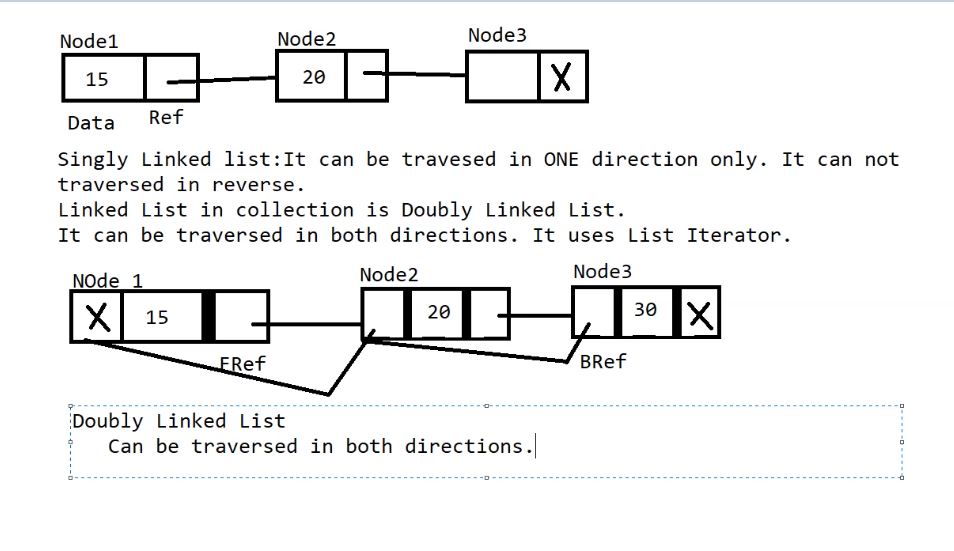 Node1 Node2 Node3
15 20 X
Data Ref
Singly Linked list:It can be travesed in ONE direction only. It can not
traversed in reverse.
Linked List in collection is Doubly Linked List.
It can be traversed in both directions. It uses List Iterator.
NOde 1 Node2 Node3
X 15 20 30 X
FRef BRef
Doubly Linked List
Can be traversed in both directions.